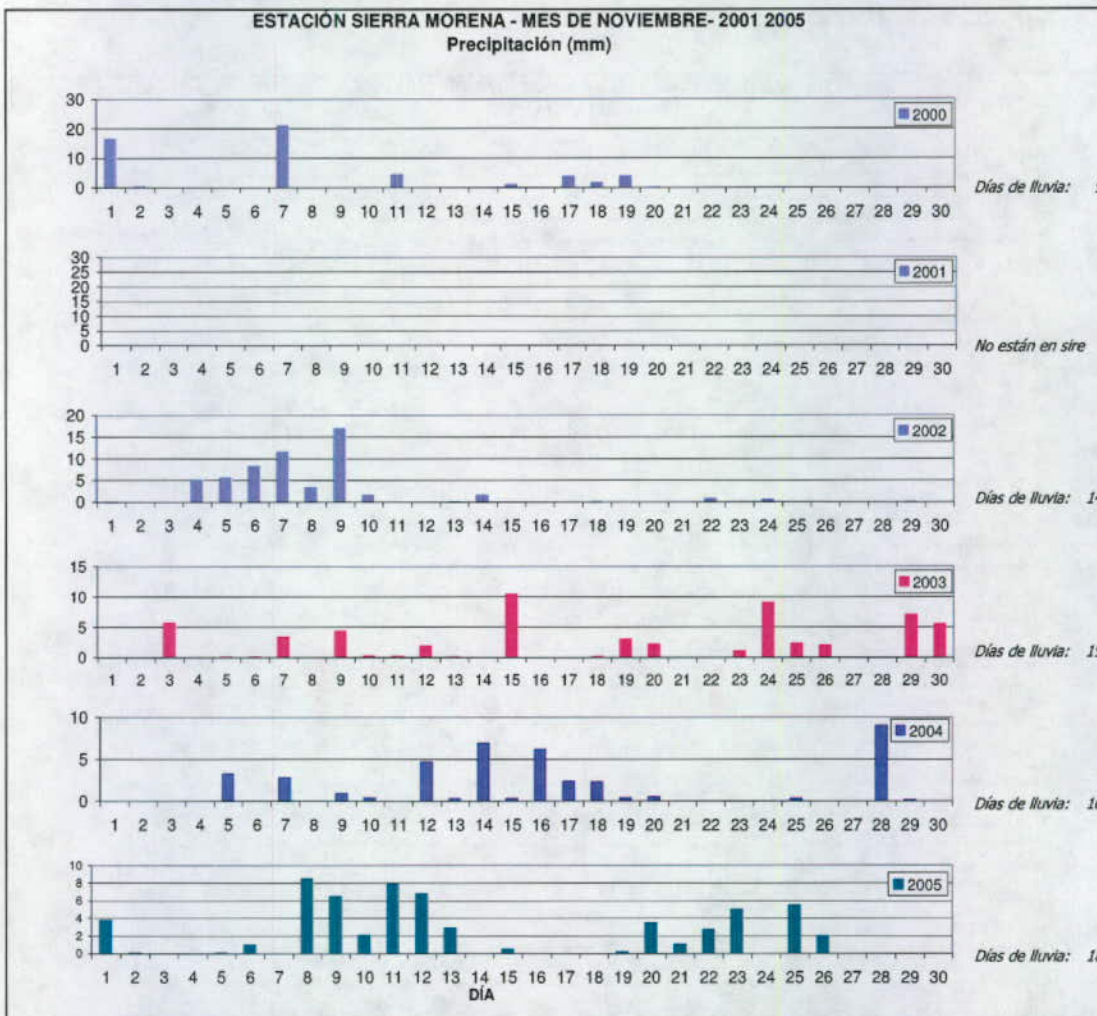 ESTACIÓN SIERRA MORENA - MES DE NOVIEMBRE- 2001 2005
Precipitación (mm)
30
20
10
0
2000
1 2 3 4 5 6 7 8 9 10 11 12 13 14 15 16 17 18 19 20 21 22 23 24 25 26 27 28 29 30
Días de lluvia:
30
25
20
15
10
5
0
2001
1 2 3 4 5 6 7 8 9 10 11 12 13 14 15 16 17 18 19 20 21 22 23 24 25 26 27 28 29 30
No están en sire
20
15
10
5
0
2002
1 2 3 4 5 6 7 8 9 10 11 12 13 14 15 16 17 18 19 20 21 22 23 24 25 26 27 28 29 30
Días de lluvia: 14
15
10
5
0
2003
1 2 3 4 5 6 7 8 9 10 11 12 13 14 15 16 17 18 19 20 21 22 23 24 25 26 27 28 29 30
Días de lluvia:
10
5
0
2004
1 2 3 4 5 6 7 8 9 10 11 12 13 14 15 16 17 18 19 20 21 22 23 24 25 26 27 28 29 30
Días de lluvia:
10
8
6
4
2
0
2005
1 2 3 4 5 6 7 8 9 10 11 12 13 14 15 16 17 18 19 20 21 22 23 24 25 26 27 28 29 30
Días de lluvia:
DÍA